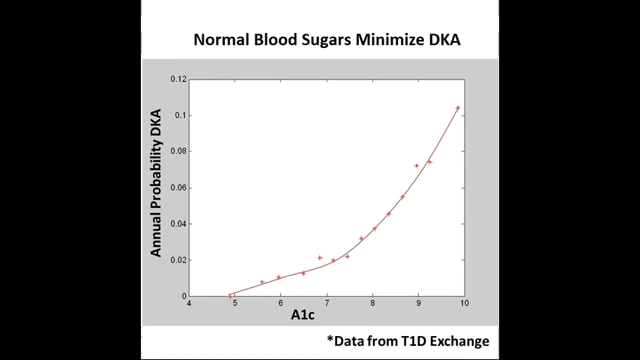 Normal Blood Sugars Minimize DKA
0.12
0.1
0.08
0.06
0.04
0.02
0
Annual Probability DKA
4 5 6 7 8 9 10
A1c
*Data from T1D Exchange